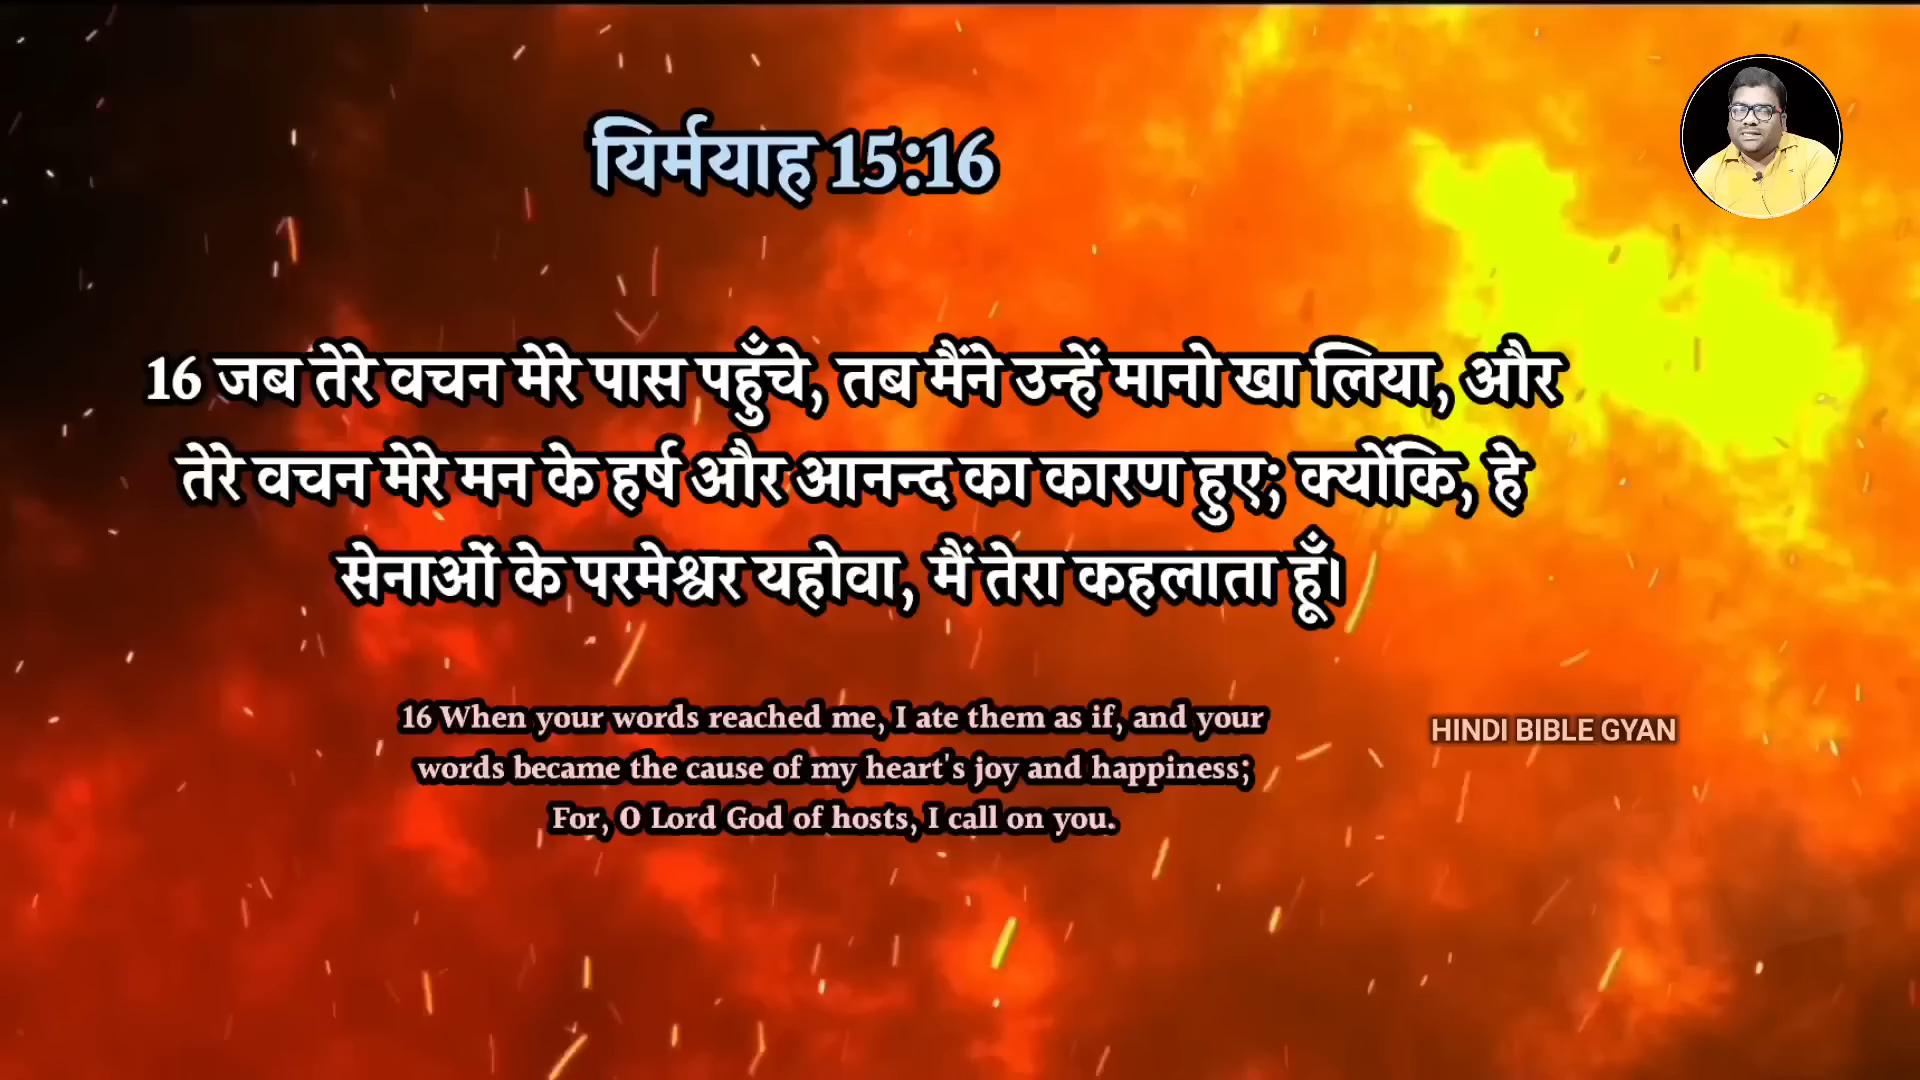 यिर्मयाह 15:16
16 जब तेरे वचन मेरे पास पहुँचे, तब मैंने उन्हें मानो खा लिया, और
तेरे वचन मेरे मन के हर्ष और आनन्द का कारण हुए; क्योंकि, हे
सेनाओं के परमेश्वर यहोवा, मैं तेरा कहलाता हूँ।
16 When your words reached me, I ate them as if, and your
words became the cause of my heart's joy and happiness;
For, O Lord God of hosts, I call on you.
HINDI BIBLE GYAN